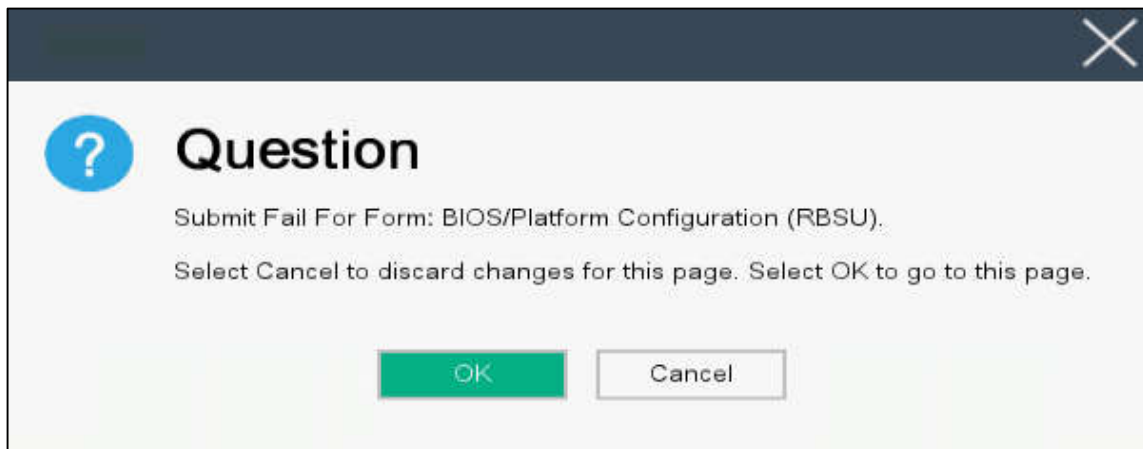 Question
Submit Fail For Form: BIOS/Platform Configuration (RBSU).
Select Cancel to discard changes for this page. Select OK to go to this page.
OK
Cancel